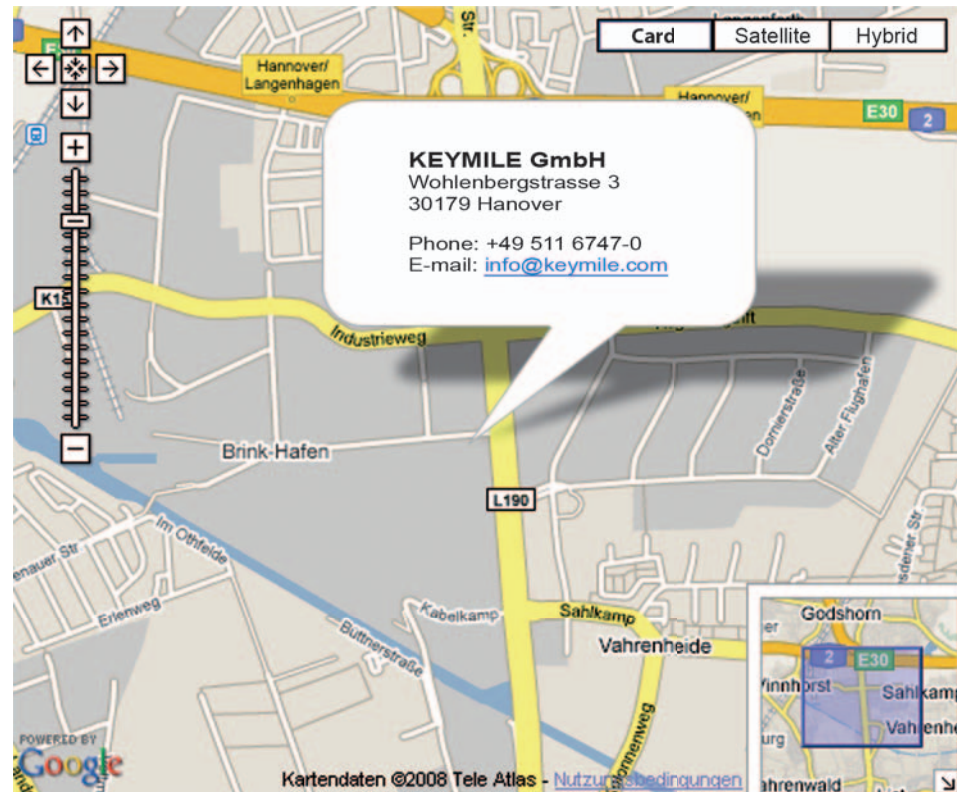 Str.
Langenforth
Card
Satellite
Hybrid
Hannover/
Langenhagen
Hannover/
E30
2
KEYMILE GmbH
Wohlenbergstrasse 3
30179 Hanover
Phone: +49 511 6747-0
E-mail: info@keymile.com
Industrieweg
Dornierstraße
Alter Flughafen
Brink-Hafen
L190
Im Othfelde
Erlenweg
Büttnerstraße
Kabelkamp
Sahlkamp
Vahrenheide
Godshorn
2
E30
Sahlkamp
POWERED BY
Google
Kartendaten ©2008 Tele Atlas - Nutzungsbedingungen